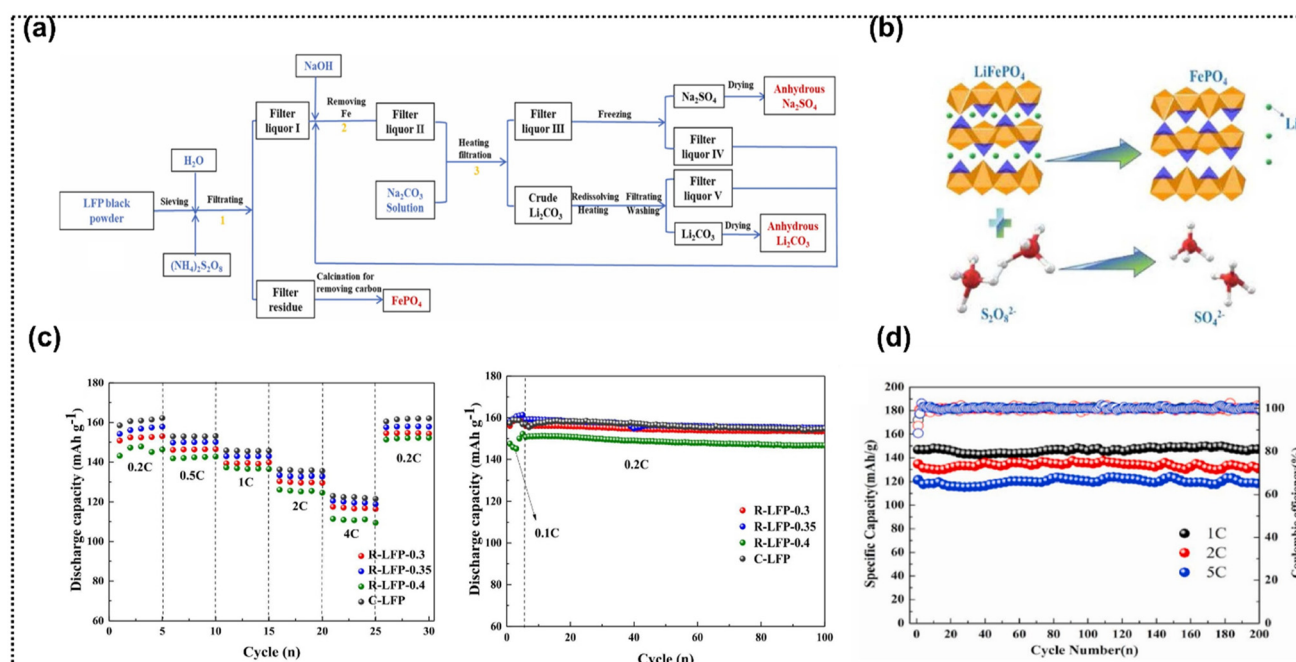 (a)
NaOH
Filter
liquor I
Removing
Fe
2
Filter
liquor II
H₂O
LFP black
powder
Sieving
Filtrating
1
(NH4)₂S₂O₈
Na₂CO₃
Solution
Heating
filtration
3
Filter
liquor III
Freezing
Na₂SO₄
Drying
Anhydrous
Na₂SO₄
Filter
liquor IV
Crude
Li₂CO₃
Redissolving
Heating
Filtrating
Washing
Filter
liquor V
Li₂CO₃
Drying
Anhydrous
Li₂CO₃
Filter
residue
Calcination for
removing carbon
FePO₄
(b)
LiFePO₄
FePO₄
Li
S₂O₈²⁻
SO₄²⁻
(c)
Discharge capacity (mAh g⁻¹)
180
160
140
120
100
80
60
0.2C
0.5C
1C
2C
4C
0.2C
R-LFP-0.3
R-LFP-0.35
R-LFP-0.4
C-LFP
0 5 10 15 20 25 30
Cycle (n)
Discharge capacity (mAh g⁻¹)
180
160
140
120
100
80
60
0.2C
0.1C
R-LFP-0.3
R-LFP-0.35
R-LFP-0.4
C-LFP
0 20 40 60 80 100
Cycle (n)
(d)
Specific Capacity(mAh/g)
200
180
160
140
120
100
80
60
40
20
0
1C
2C
5C
100
80
60
40
20
0
0 20 40 60 80 100 120 140 160 180 200
Cycle Number(n)